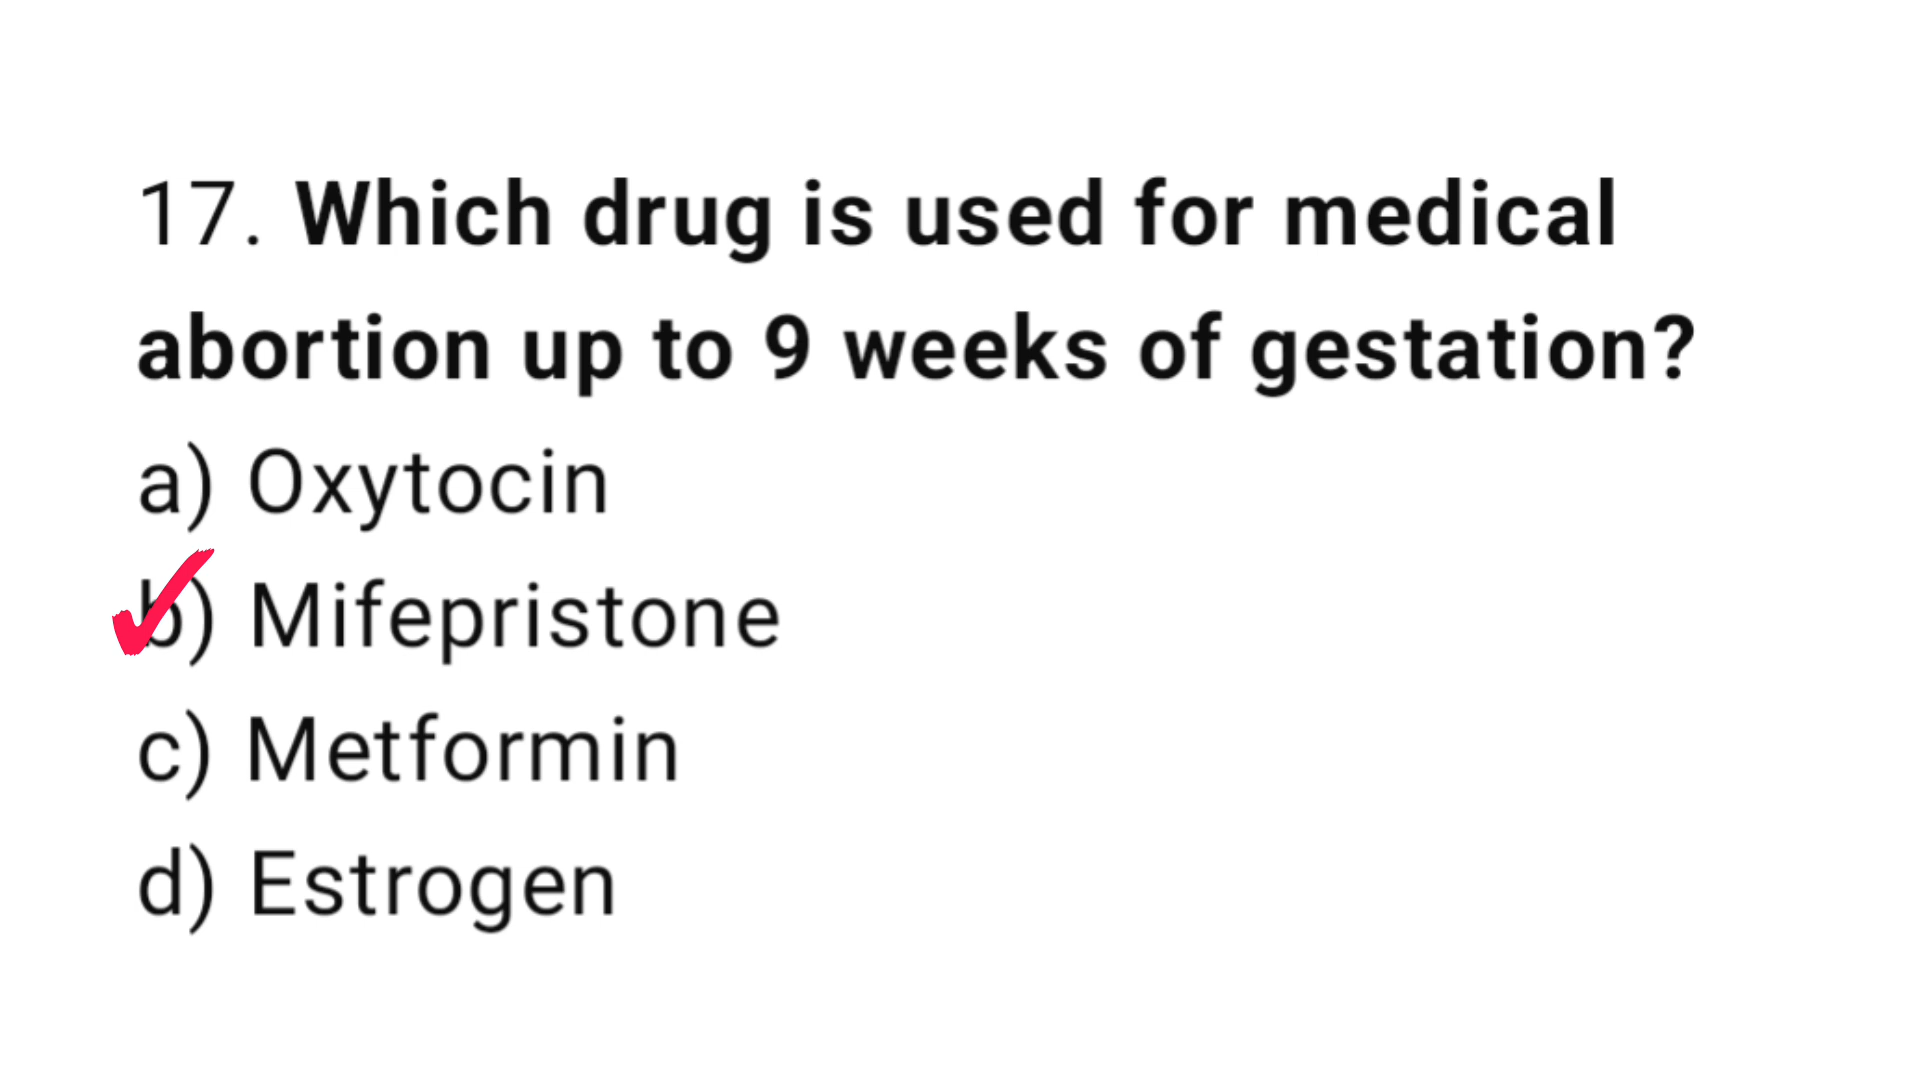 17. Which drug is used for medical
abortion up to 9 weeks of gestation?
a) Oxytocin
b) Mifepristone
c) Metformin
d) Estrogen